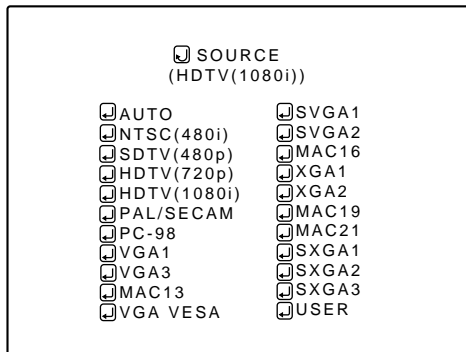 SOURCE
(HDTV(1080i))
AUTO
NTSC(480i)
SDTV(480p)
HDTV(720p)
HDTV(1080i)
PAL/SECAM
PC-98
VGA1
VGA3
MAC13
VGA VESA
SVGA1
SVGA2
MAC16
XGA1
XGA2
MAC19
MAC21
SXGA1
SXGA2
SXGA3
USER